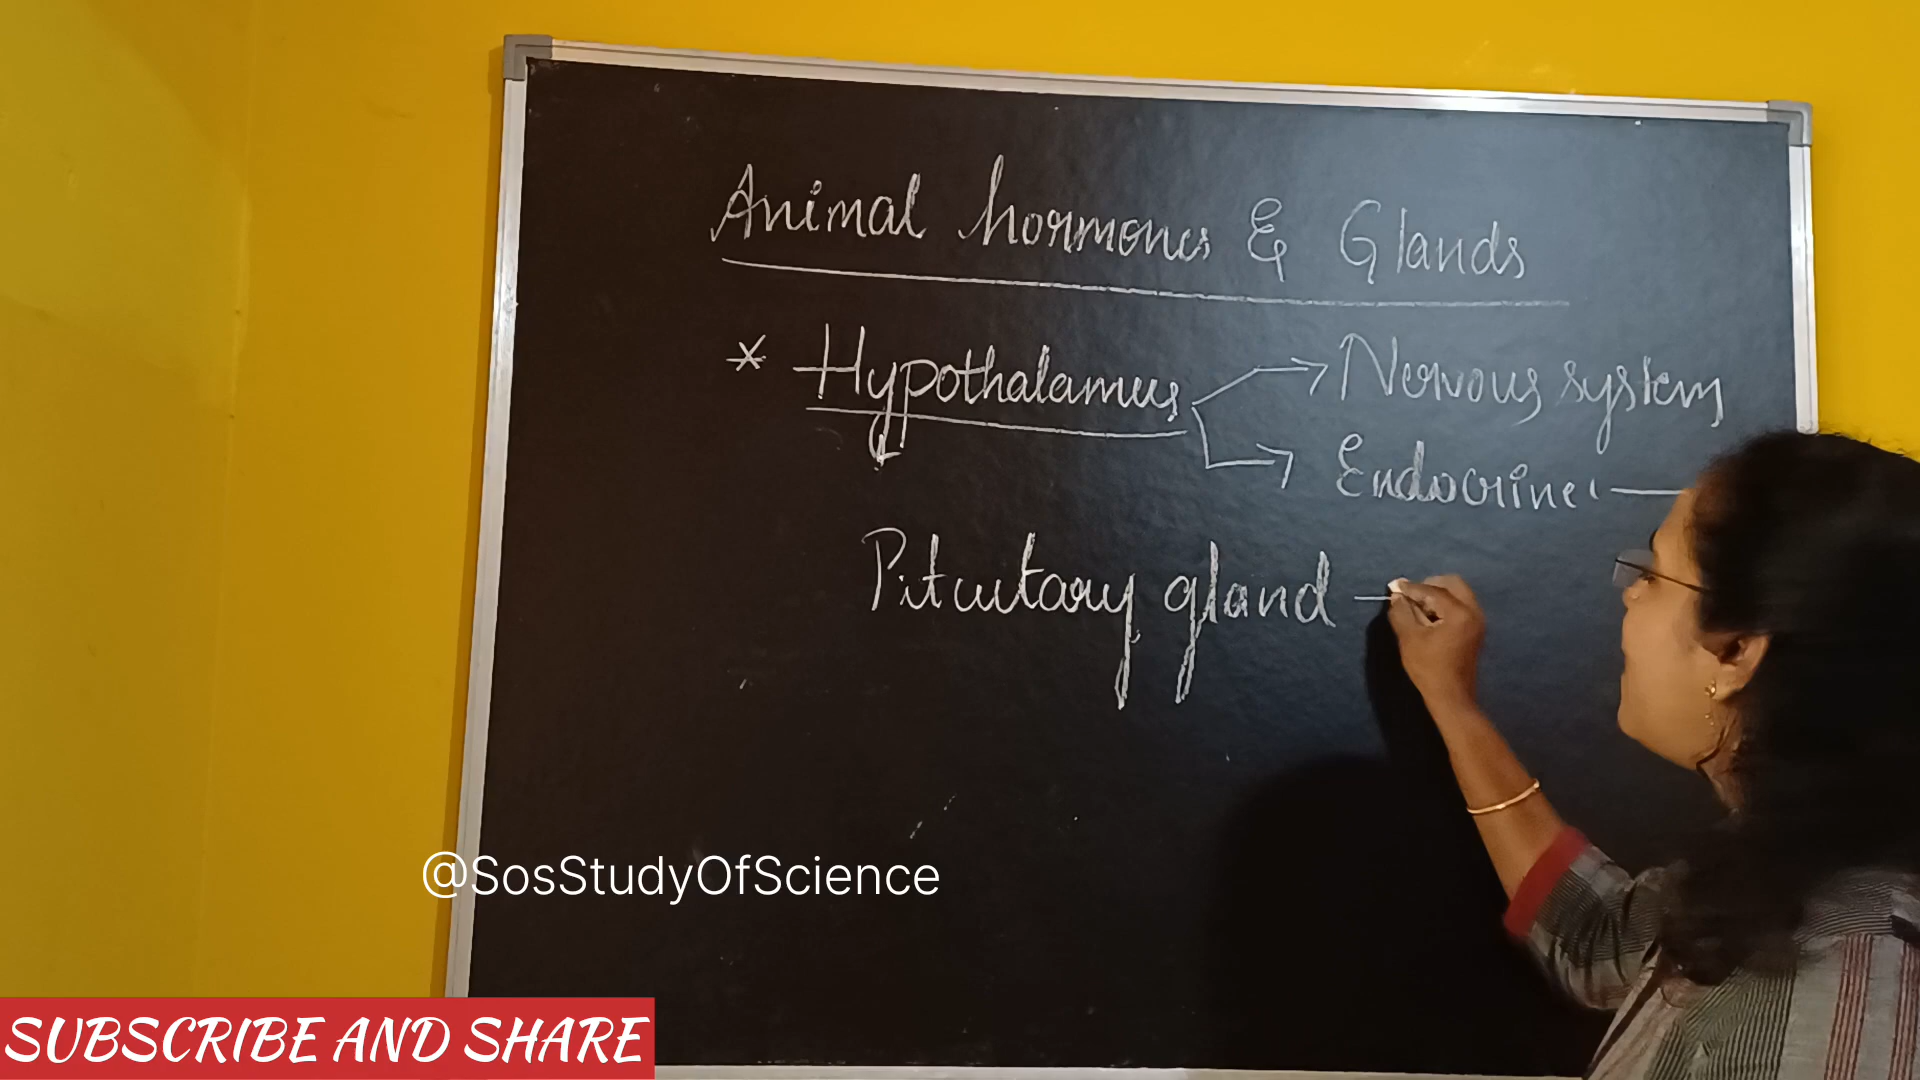 Animal hormones & Glands
* Hypothalamus → Nervous system
→ Endocrine
Pituitary gland
@SosStudyOfScience
SUBSCRIBE AND SHARE